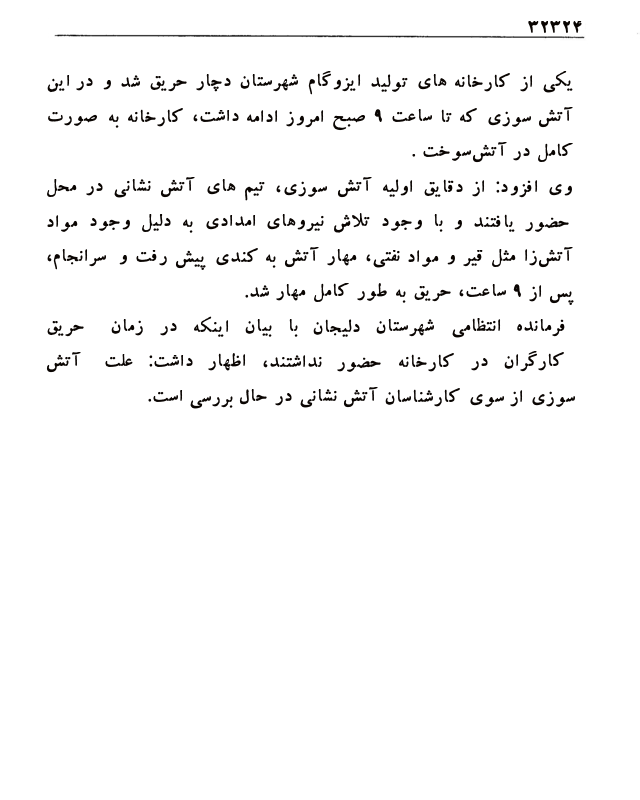 ۳۲۳۲۴
یکی از کارخانه های تولید ایزوگام شهرستان دچار حریق شد و در این
آتش سوزی که تا ساعت ۹ صبح امروز ادامه داشت، کارخانه به صورت
کامل در آتش‌سوخت .
وی افزود: از دقایق اولیه آتش سوزی، تیم های آتش نشانی در محل
حضور یافتند و با وجود تلاش نیروهای امدادی به دلیل وجود مواد
آتش‌زا مثل قیر و مواد نفتی، مهار آتش به کندی پیش رفت و سرانجام،
پس از ۹ ساعت، حریق به طور کامل مهار شد.
فرمانده انتظامی شهرستان دلیجان با بیان اینکه در زمان حریق
کارگران در کارخانه حضور نداشتند، اظهار داشت: علت آتش
سوزی از سوی کارشناسان آتش نشانی در حال بررسی است.